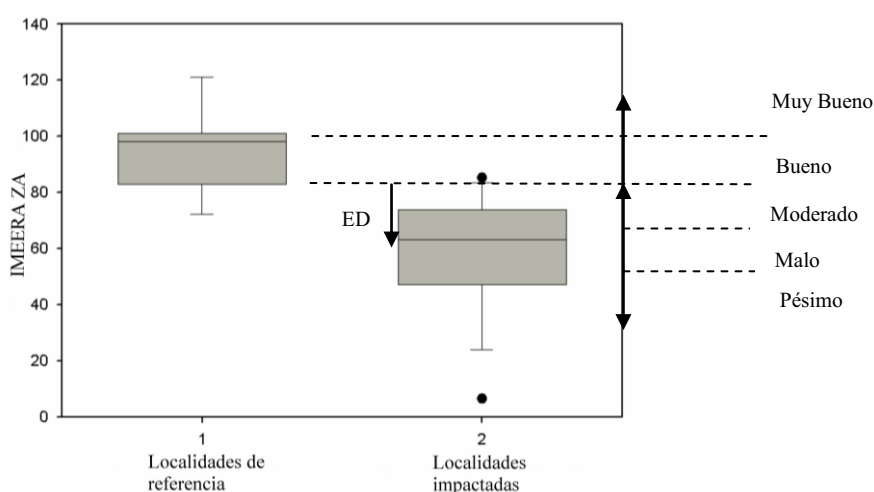 140
120
100
80
60
40
20
0
IMEERA ZA
ED
Muy Bueno
Bueno
Moderado
Malo
Pésimo
1
2
Localidades de
referencia
Localidades
impactadas